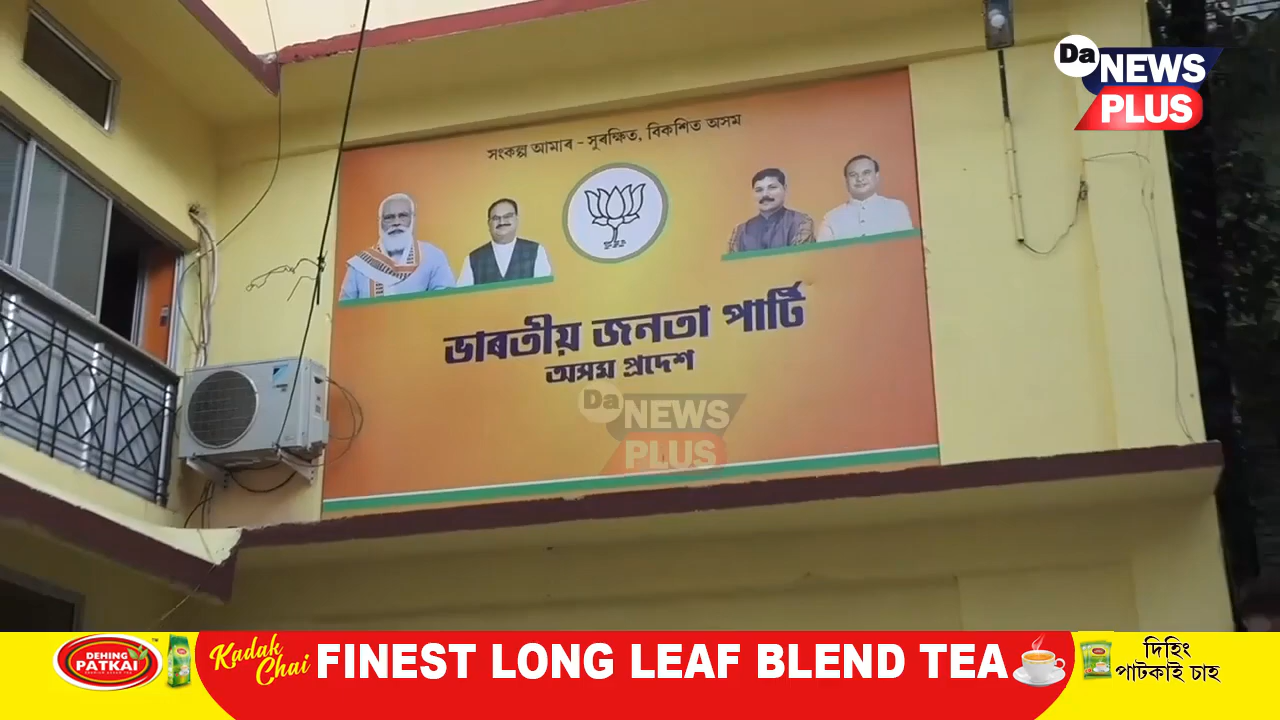 Da
NEWS
PLUS
সংকল্প আমাৰ - সুৰক্ষিত, বিকশিত অসম
ভাৰতীয় জনতা পাৰ্টি
অসম প্ৰদেশ
Da
NEWS
PLUS
DEHING
PATKAI
Kadak
Chai
FINEST LONG LEAF BLEND TEA
দিহিং
পাটকাই চাহ